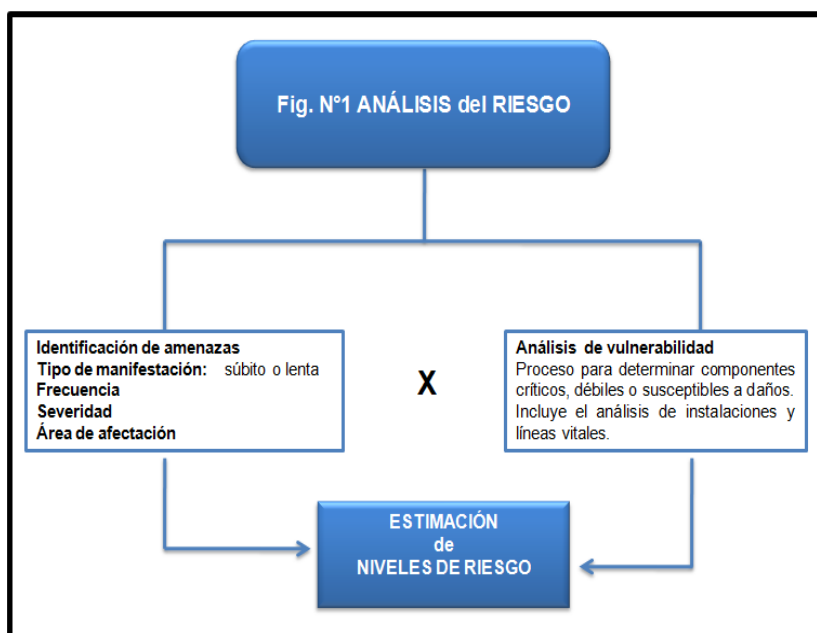 Fig. N°1 ANÁLISIS del RIESGO
Identificación de amenazas
Tipo de manifestación: súbito o lenta
Frecuencia
Severidad
Área de afectación
X
Análisis de vulnerabilidad
Proceso para determinar componentes
críticos, débiles o susceptibles a daños.
Incluye el análisis de instalaciones y
líneas vitales.
ESTIMACIÓN
de
NIVELES DE RIESGO